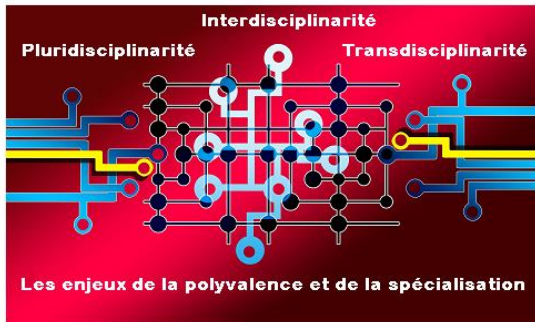 Interdisciplinarité
Pluridisciplinarité
Transdisciplinarité
Les enjeux de la polyvalence et de la spécialisation